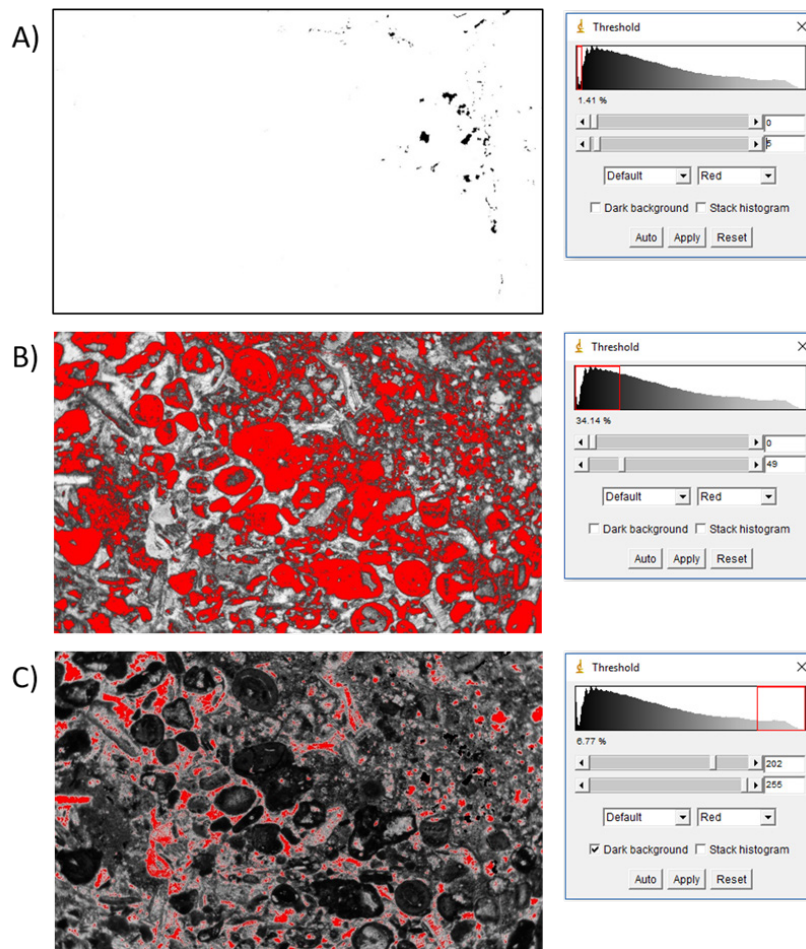 A)
Threshold
1.41 %
0
5
Default Red
Dark background Stack histogram
Auto Apply Reset
B)
Threshold
34.14 %
0
49
Default Red
Dark background Stack histogram
Auto Apply Reset
C)
Threshold
6.77 %
202
255
Default Red
Dark background Stack histogram
Auto Apply Reset